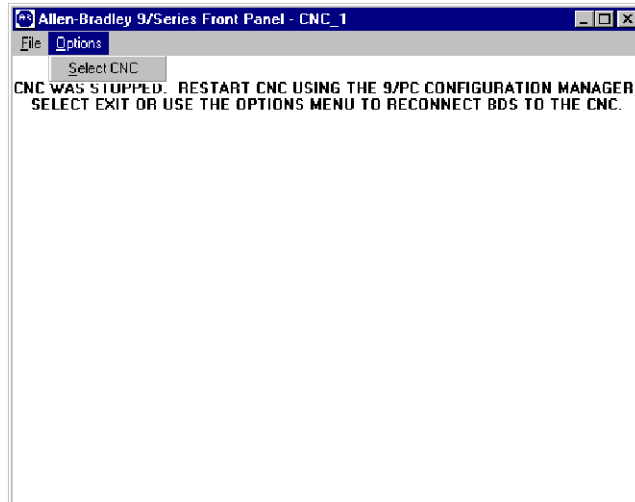 Allen-Bradley 9/Series Front Panel - CNC_1
File Options
Select CNC
CNC WAS STOPPED. RESTART CNC USING THE 9/PC CONFIGURATION MANAGER
SELECT EXIT OR USE THE OPTIONS MENU TO RECONNECT BDS TO THE CNC.